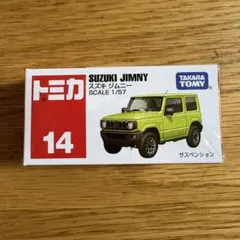 トミカ
14
SUZUKI JIMNY
スズキ ジムニー
SCALE 1/57
TAKARA
TOMY
サスペンション